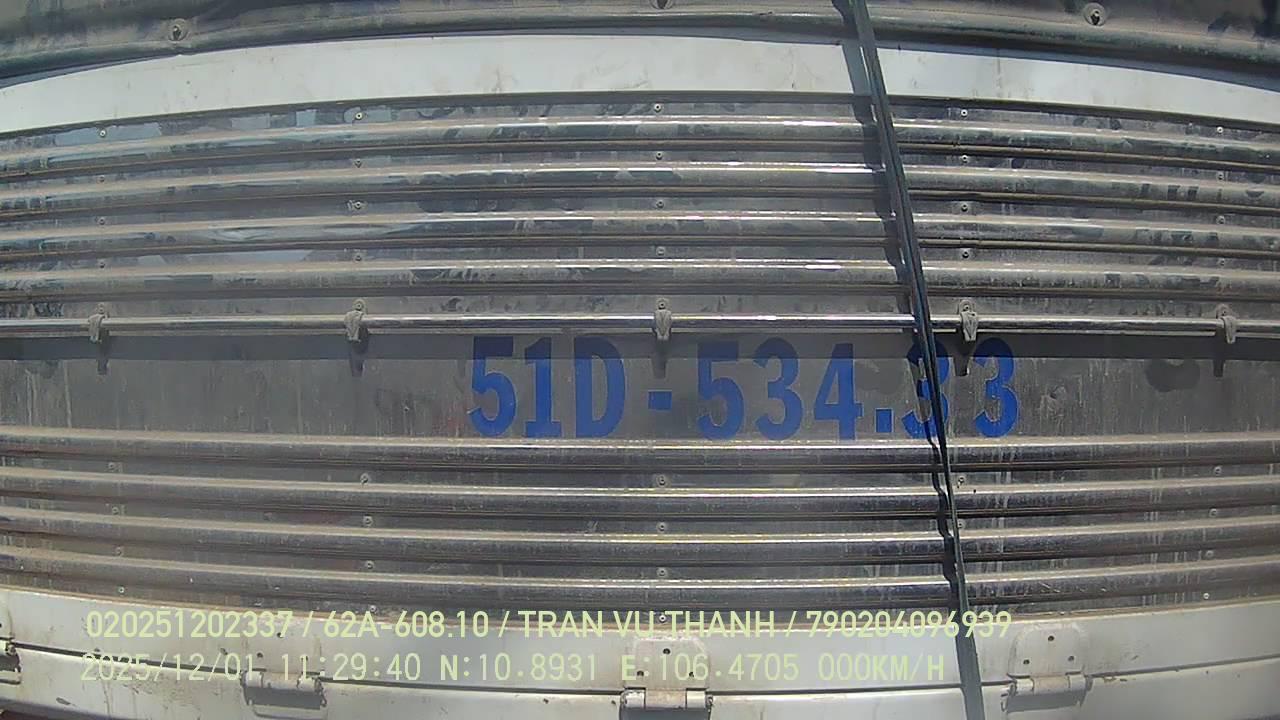 51D-534.33
020251202337 / 62A-608.10 / TRAN VU THANH / 790204096939
2025/12/01 11:29:40 N:10.8931 E:106.4705 000KM/H